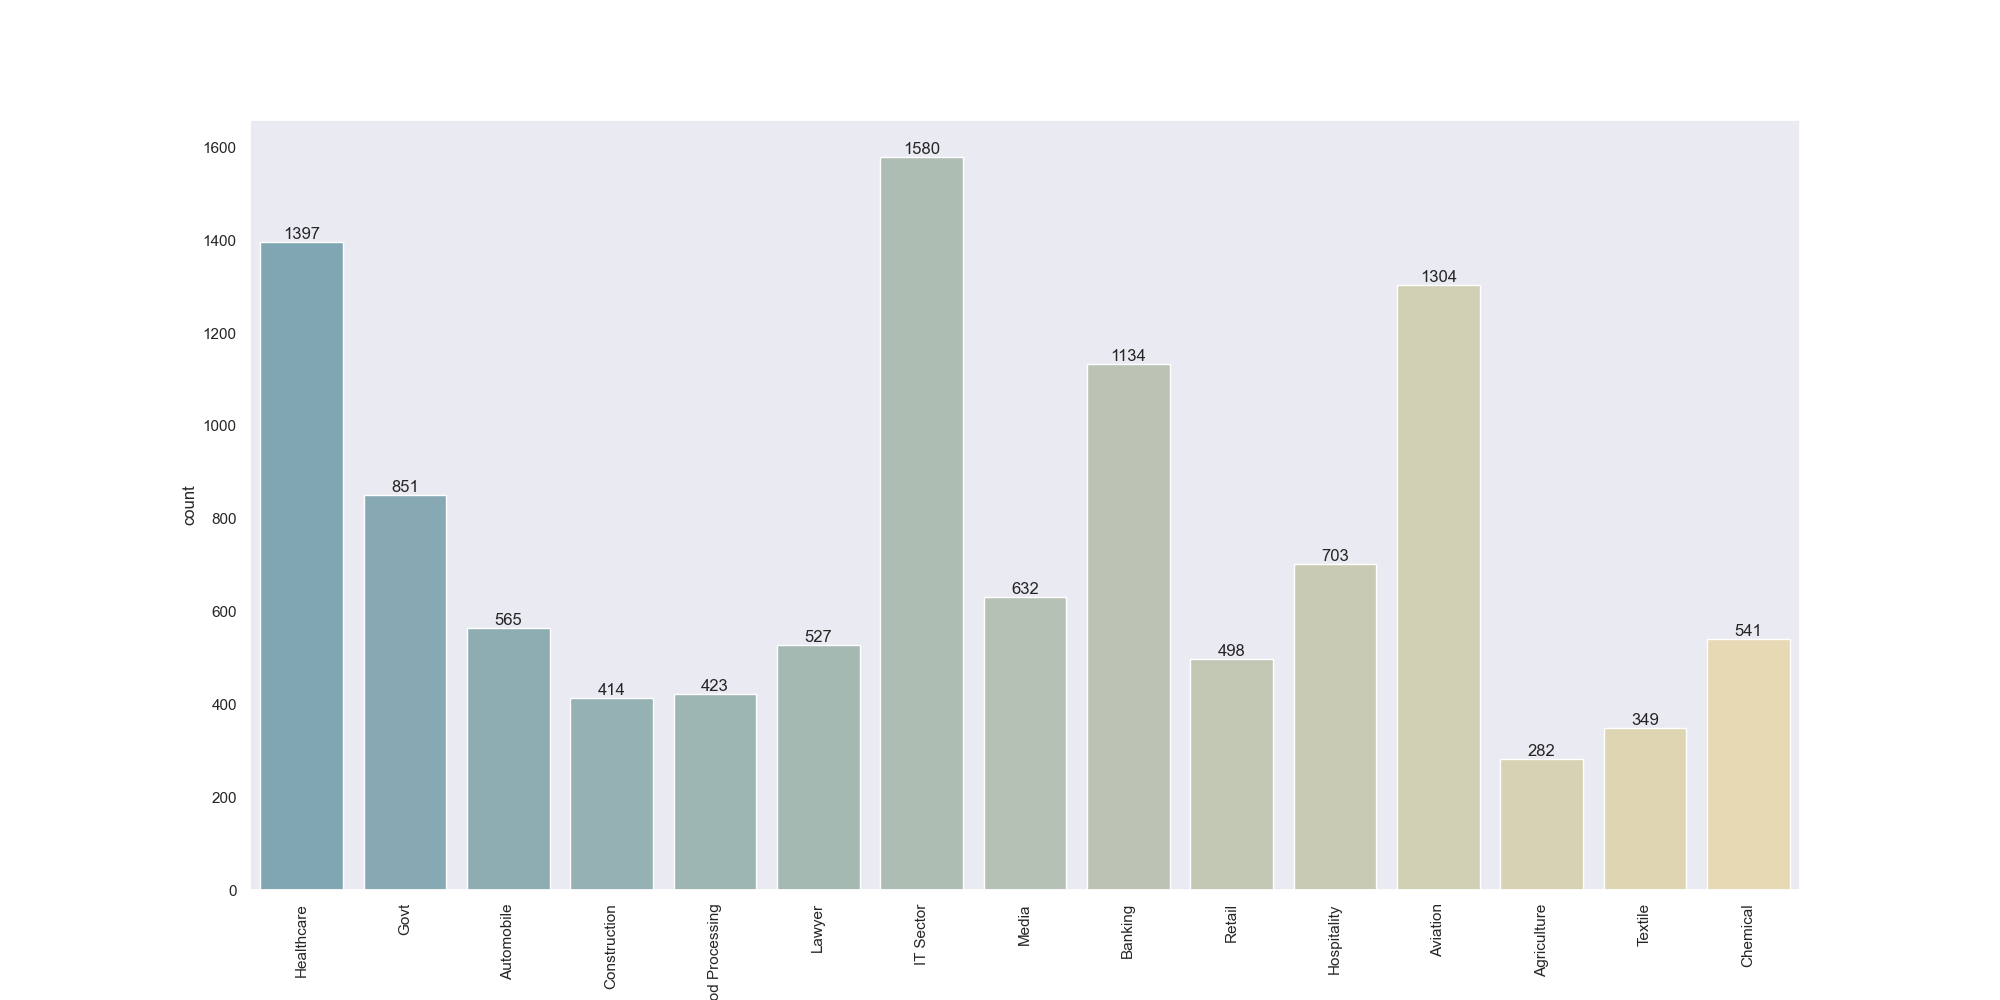 1600
1400
1200
1000
800
600
400
200
0
count
1397
851
565
414
423
527
1580
632
1134
498
703
1304
282
349
541
Healthcare
Govt
Automobile
Construction
od Processing
Lawyer
IT Sector
Media
Banking
Retail
Hospitality
Aviation
Agriculture
Textile
Chemical